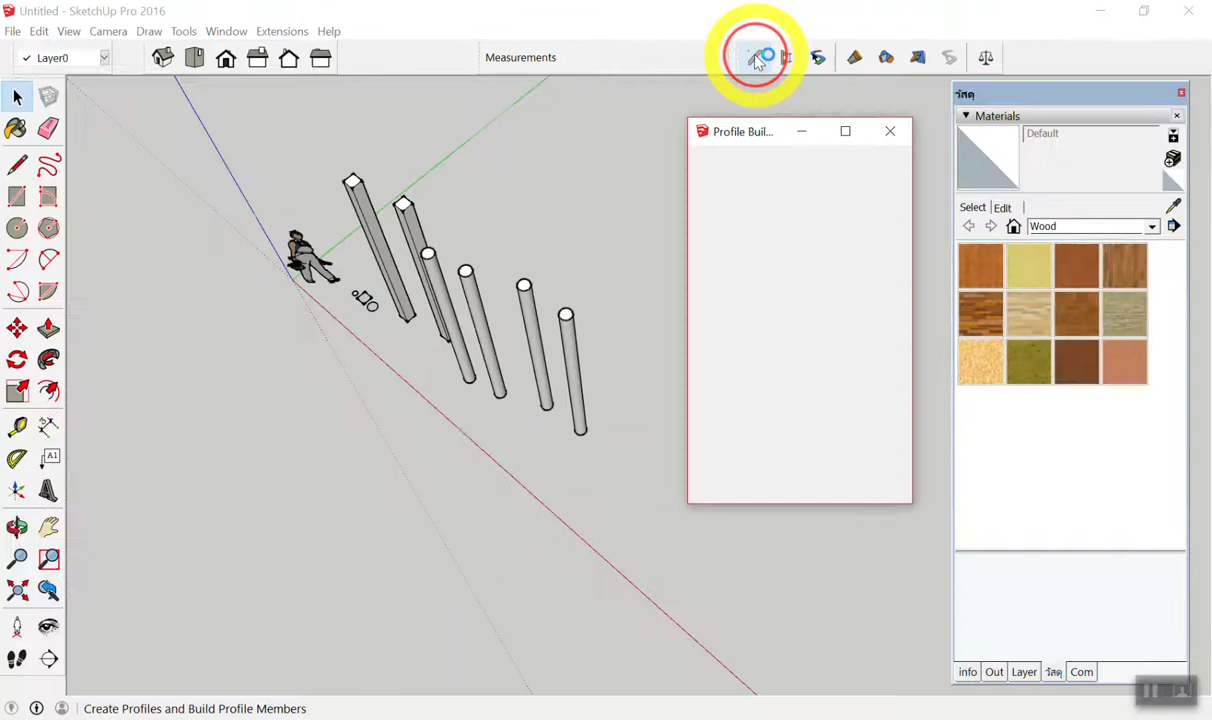 Untitled - SketchUp Pro 2016
File Edit View Camera Draw Tools Window Extensions Help
Layer0
Measurements
Profile Buil...
วัสดุ
Materials
Default
Select Edit
Wood
A1
info Out Layer วัสดุ Com
Create Profiles and Build Profile Members